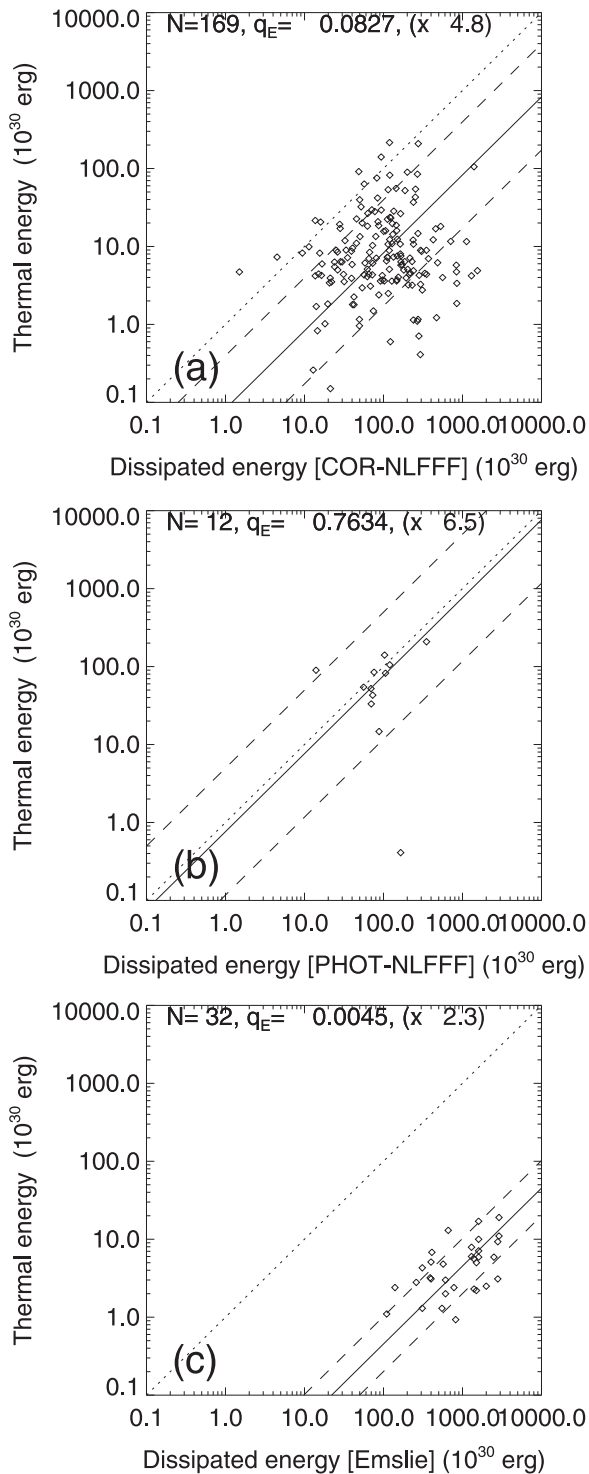 N=169, qE= 0.0827, (x 4.8)
10000.0
1000.0
100.0
10.0
1.0
0.1
Thermal energy (10^30 erg)
(a)
0.1 1.0 10.0 100.0 1000.0 10000.0
Dissipated energy [COR-NLFFF] (10^30 erg)
N= 12, qE= 0.7634, (x 6.5)
10000.0
1000.0
100.0
10.0
1.0
0.1
Thermal energy (10^30 erg)
(b)
0.1 1.0 10.0 100.0 1000.0 10000.0
Dissipated energy [PHOT-NLFFF] (10^30 erg)
N= 32, qE= 0.0045, (x 2.3)
10000.0
1000.0
100.0
10.0
1.0
0.1
Thermal energy (10^30 erg)
(c)
0.1 1.0 10.0 100.0 1000.0 10000.0
Dissipated energy [Emslie] (10^30 erg)